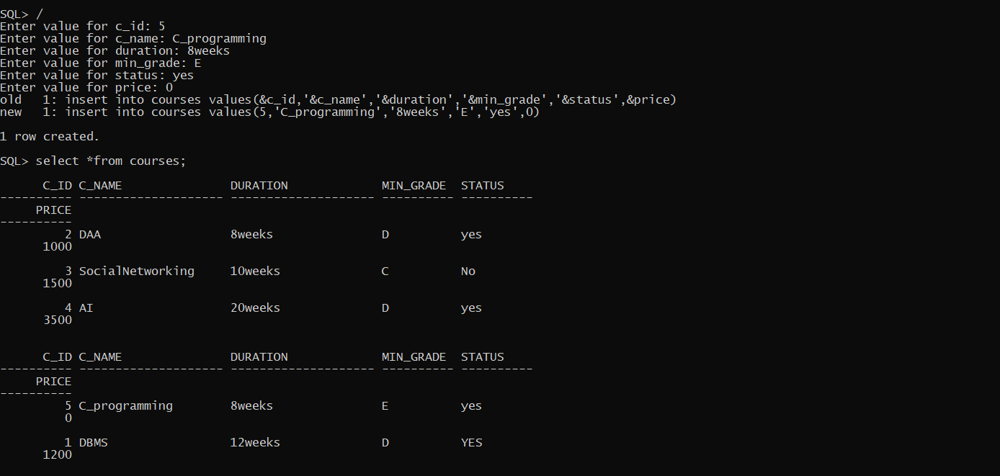 SQL> /
Enter value for c_id: 5
Enter value for c_name: C_programming
Enter value for duration: 8weeks
Enter value for min_grade: E
Enter value for status: yes
Enter value for price: 0
old   1: insert into courses values(&c_id,'&c_name','&duration','&min_grade','&status',&price)
new   1: insert into courses values(5,'C_programming','8weeks','E','yes',0)
1 row created.
SQL> select *from courses;
      C_ID C_NAME               DURATION             MIN_GRADE  STATUS
---------- -------------------- -------------------- ---------- ----------
     PRICE
----------
         2 DAA                  8weeks               D          yes
      1000
         3 SocialNetworking     10weeks              C          No
      1500
         4 AI                   20weeks              D          yes
      3500
      C_ID C_NAME               DURATION             MIN_GRADE  STATUS
---------- -------------------- -------------------- ---------- ----------
     PRICE
----------
         5 C_programming        8weeks               E          yes
         0
         1 DBMS                 12weeks              D          YES
      1200